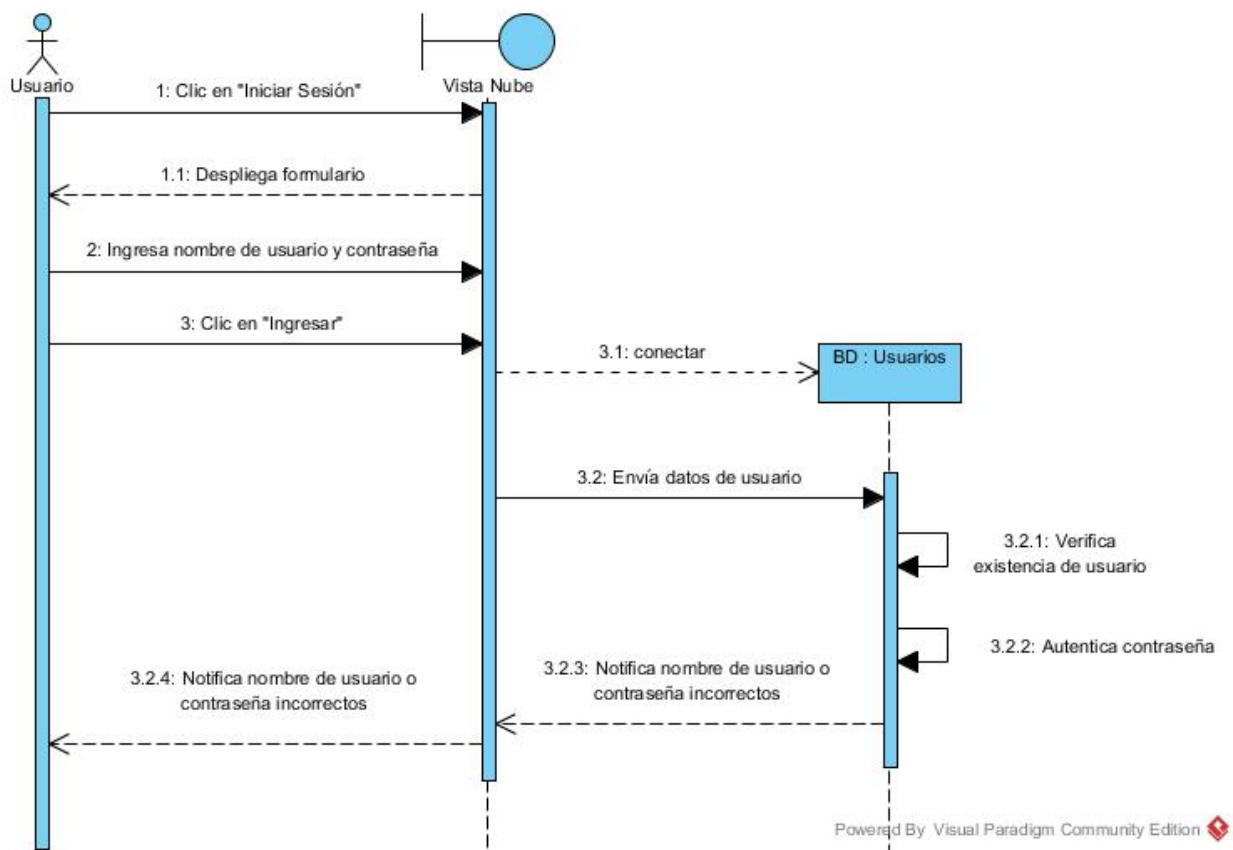 Usuario
Vista Nube
1: Clic en "Iniciar Sesión"
1.1: Despliega formulario
2: Ingresa nombre de usuario y contraseña
3: Clic en "Ingresar"
3.1: conectar
BD : Usuarios
3.2: Envía datos de usuario
3.2.1: Verifica
existencia de usuario
3.2.2: Autentica contraseña
3.2.3: Notifica nombre de usuario o
contraseña incorrectos
3.2.4: Notifica nombre de usuario o
contraseña incorrectos
Powered By Visual Paradigm Community Edition